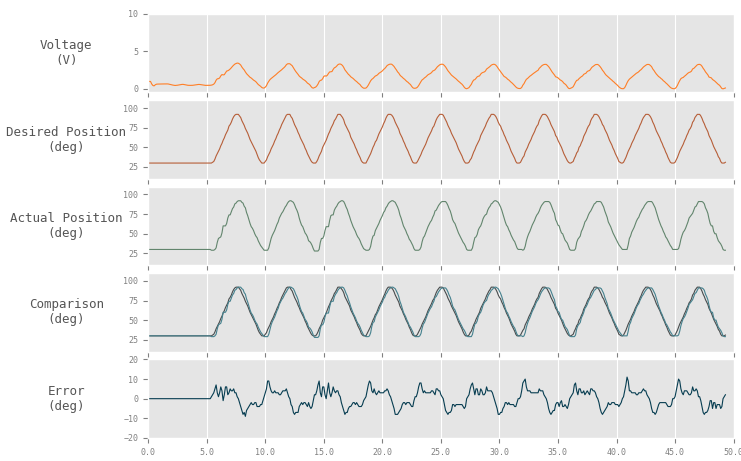 10
Voltage
(V)
5
0
100
Desired Position
(deg)
75
50
25
100
Actual Position
(deg)
75
50
25
100
Comparison
(deg)
75
50
25
20
10
Error
(deg)
0
−10
−20
0.0 5.0 10.0 15.0 20.0 25.0 30.0 35.0 40.0 45.0 50.0